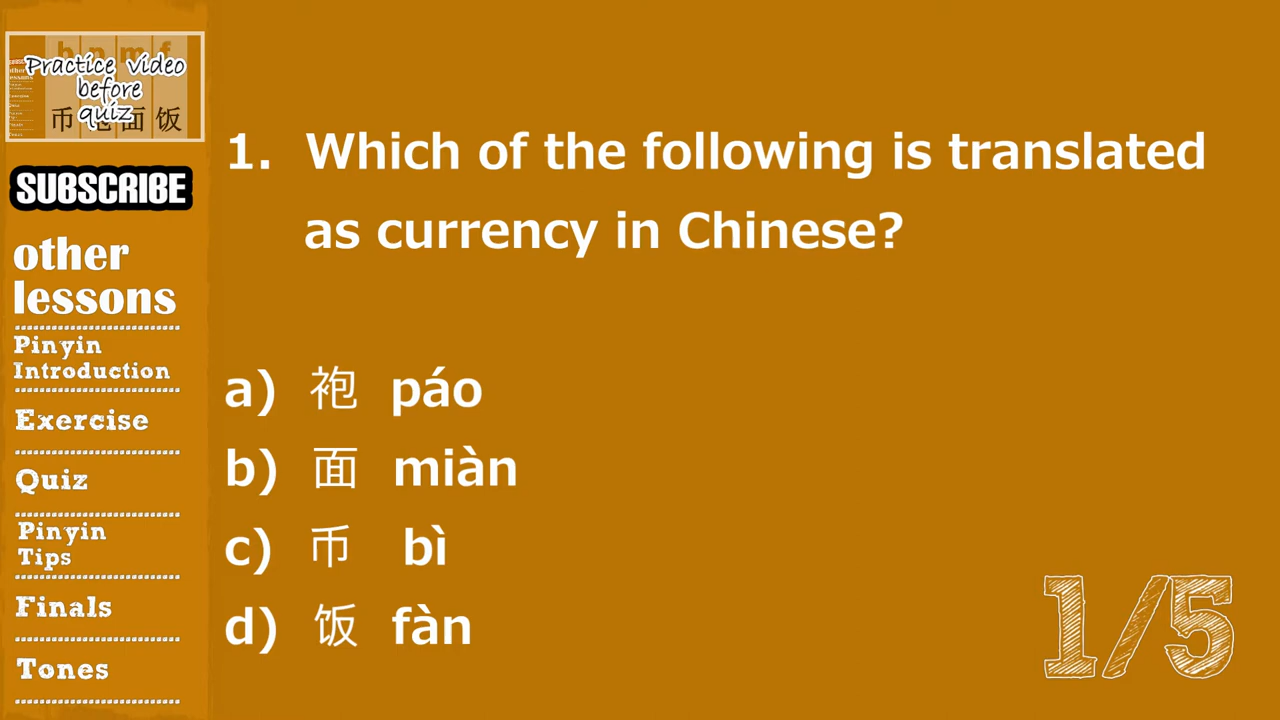 b p m f
Practice video
before
quiz
币 面 饭
SUBSCRIBE
other
lessons
Pinyin
Introduction
Exercise
Quiz
Pinyin
Tips
Finals
Tones
1. Which of the following is translated
as currency in Chinese?
a) 袍 páo
b) 面 miàn
c) 币 bì
d) 饭 fàn
1/5